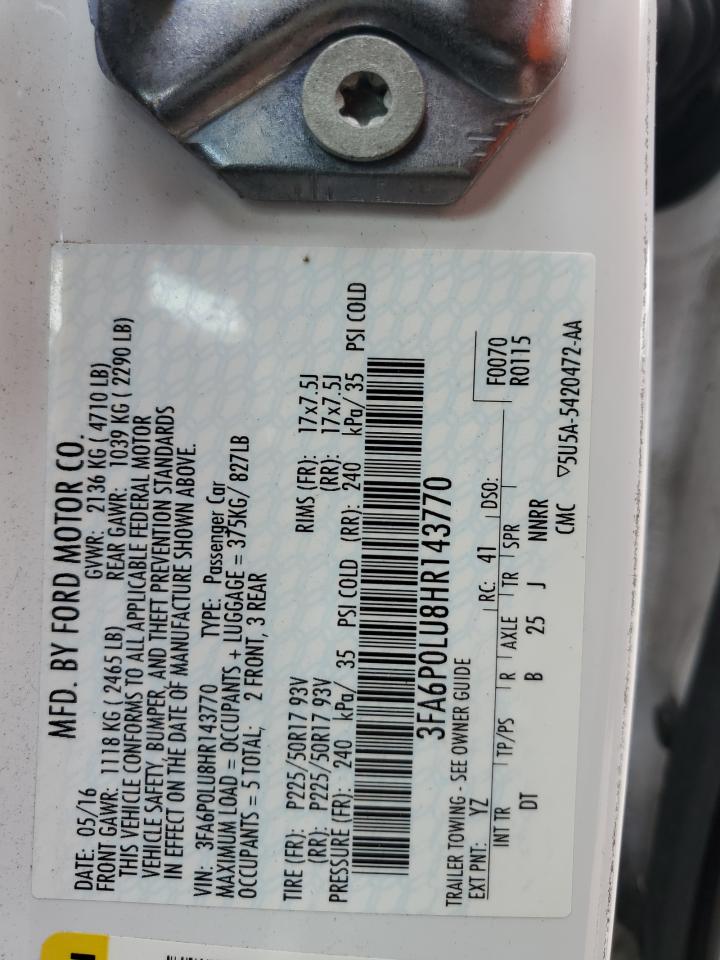 MFD. BY FORD MOTOR CO.
DATE: 05/16 GVWR: 2136 KG ( 4710 LB)
FRONT GAWR: 1118 KG ( 2465 LB) REAR GAWR: 1039 KG ( 2290 LB)
THIS VEHICLE CONFORMS TO ALL APPLICABLE FEDERAL MOTOR
VEHICLE SAFETY, BUMPER, AND THEFT PREVENTION STANDARDS
IN EFFECT ON THE DATE OF MANUFACTURE SHOWN ABOVE.
VIN: 3FA6P0LU8HR143770 TYPE: Passenger Car
MAXIMUM LOAD = OCCUPANTS + LUGGAGE = 375KG/ 827LB
OCCUPANTS = 5 TOTAL; 2 FRONT, 3 REAR
TIRE (FR): P225/50R17 93V RIMS (FR): 17x7.5J
(RR): P225/50R17 93V (RR): 17x7.5J
PRESSURE (FR): 240 kPa/ 35 PSI COLD (RR): 240 kPa/ 35 PSI COLD
3FA6P0LU8HR143770
TRAILER TOWING - SEE OWNER GUIDE F0070
EXT PNT: YZ RC: 41 DSO: R0115
INT TR TP/PS R AXLE TR SPR
DT B 25 J NNRR
CMC ▽5U5A-5420472-AA